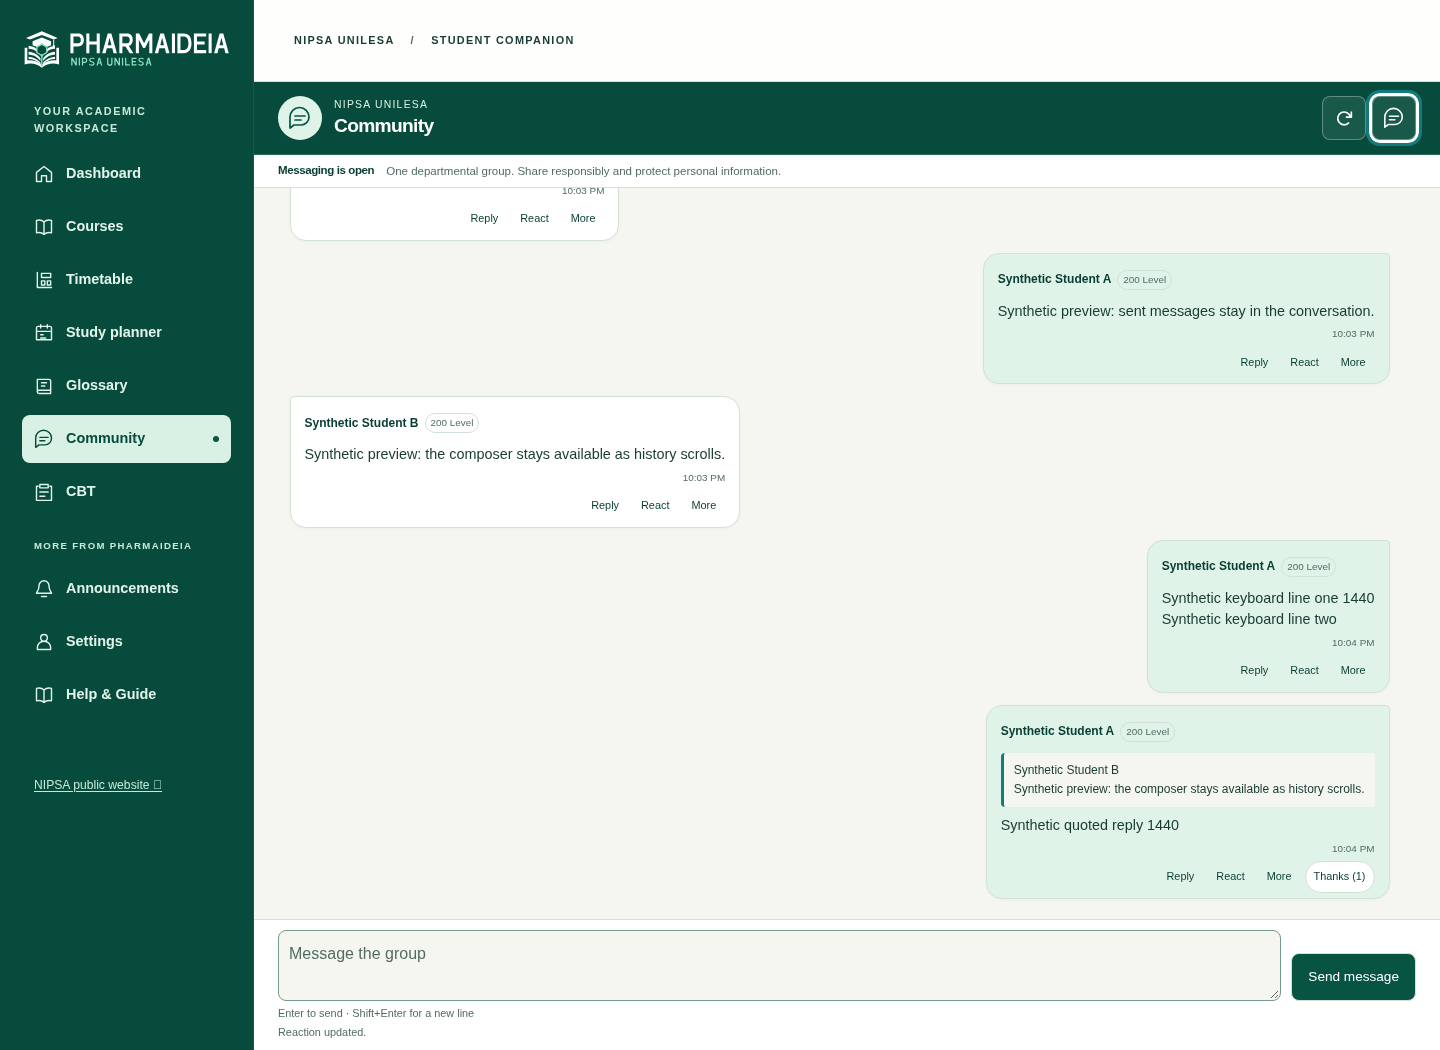 PHARMAIDEIA
NIPSA UNILESA
YOUR ACADEMIC
WORKSPACE
Dashboard
Courses
Timetable
Study planner
Glossary
Community
CBT
MORE FROM PHARMAIDEIA
Announcements
Settings
Help & Guide
NIPSA public website
NIPSA UNILESA / STUDENT COMPANION
NIPSA UNILESA
Community
Messaging is open One departmental group. Share responsibly and protect personal information.
10:03 PM
Reply React More
Synthetic Student A 200 Level
Synthetic preview: sent messages stay in the conversation.
10:03 PM
Reply React More
Synthetic Student B 200 Level
Synthetic preview: the composer stays available as history scrolls.
10:03 PM
Reply React More
Synthetic Student A 200 Level
Synthetic keyboard line one 1440
Synthetic keyboard line two
10:04 PM
Reply React More
Synthetic Student A 200 Level
Synthetic Student B
Synthetic preview: the composer stays available as history scrolls.
Synthetic quoted reply 1440
10:04 PM
Reply React More Thanks (1)
Message the group
Send message
Enter to send · Shift+Enter for a new line
Reaction updated.